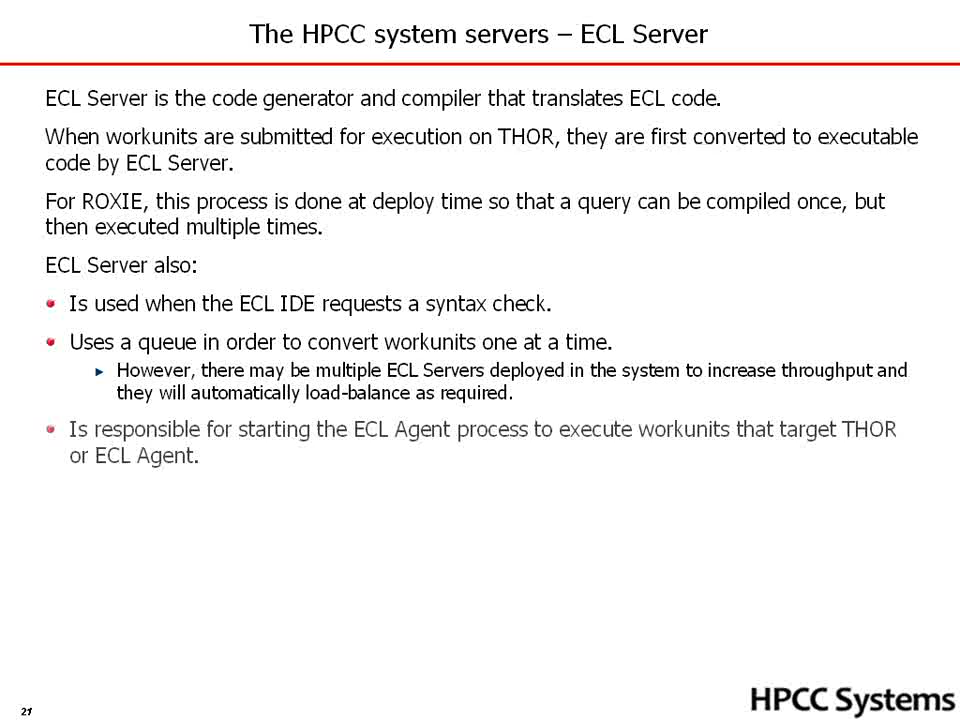 The HPCC system servers – ECL Server
ECL Server is the code generator and compiler that translates ECL code.
When workunits are submitted for execution on THOR, they are first converted to executable
code by ECL Server.
For ROXIE, this process is done at deploy time so that a query can be compiled once, but
then executed multiple times.
ECL Server also:
Is used when the ECL IDE requests a syntax check.
Uses a queue in order to convert workunits one at a time.
However, there may be multiple ECL Servers deployed in the system to increase throughput and
they will automatically load-balance as required.
Is responsible for starting the ECL Agent process to execute workunits that target THOR
or ECL Agent.
21
HPCC Systems